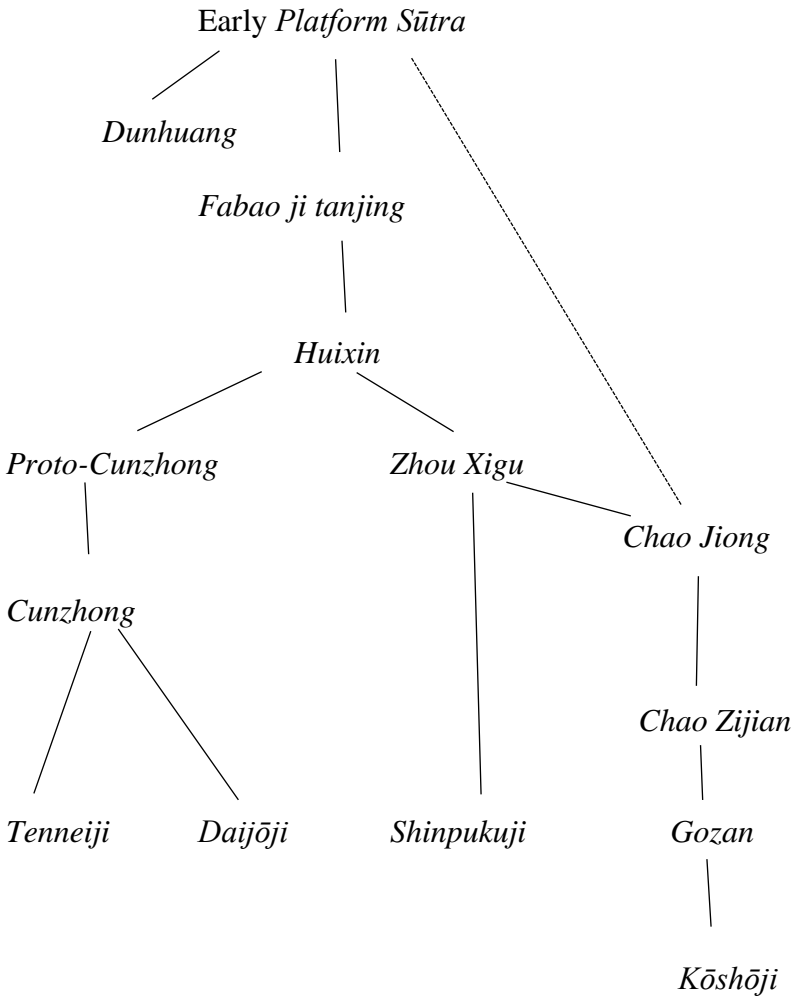 Early Platform Sūtra
Dunhuang
Fabao ji tanjing
Huixin
Proto-Cunzhong
Zhou Xigu
Chao Jiong
Cunzhong
Chao Zijian
Tenneiji
Daijōji
Shinpukuji
Gozan
Kōshōji